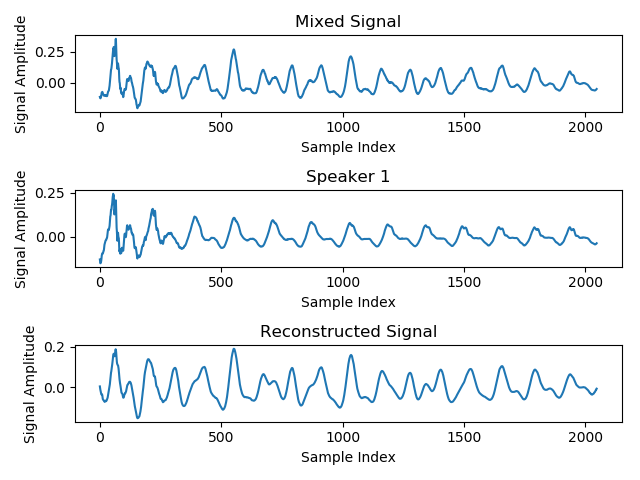 Mixed Signal
Signal Amplitude
0.25
0.00
0
500
1000
1500
2000
Sample Index
Speaker 1
Signal Amplitude
0.25
0.00
0
500
1000
1500
2000
Sample Index
Reconstructed Signal
Signal Amplitude
0.2
0.0
0
500
1000
1500
2000
Sample Index